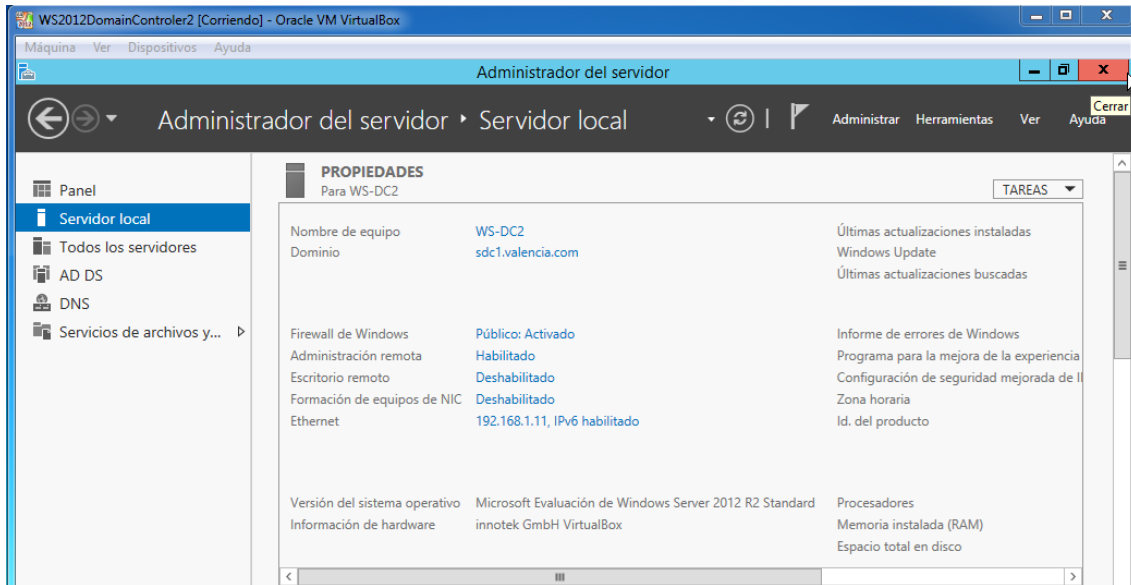 WS2012DomainControler2 [Corriendo] - Oracle VM VirtualBox
Máquina Ver Dispositivos Ayuda
Administrador del servidor
Cerrar
Administrador del servidor ‣ Servidor local
Administrar Herramientas Ver Ayuda
Panel
Servidor local
Todos los servidores
AD DS
DNS
Servicios de archivos y...
PROPIEDADES
Para WS-DC2
TAREAS
Nombre de equipo WS-DC2 Últimas actualizaciones instaladas
Dominio sdc1.valencia.com Windows Update
Últimas actualizaciones buscadas
Firewall de Windows Público: Activado Informe de errores de Windows
Administración remota Habilitado Programa para la mejora de la experiencia
Escritorio remoto Deshabilitado Configuración de seguridad mejorada de
Formación de equipos de NIC Deshabilitado Zona horaria
Ethernet 192.168.1.11, IPv6 habilitado Id. del producto
Versión del sistema operativo Microsoft Evaluación de Windows Server 2012 R2 Standard Procesadores
Información de hardware innotek GmbH VirtualBox Memoria instalada (RAM)
Espacio total en disco